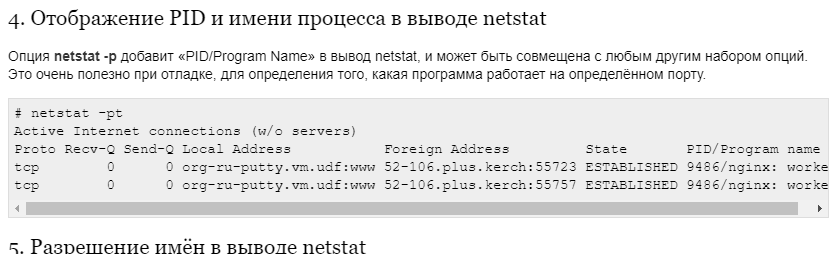 4. Отображение PID и имени процесса в выводе netstat
Опция netstat -p добавит «PID/Program Name» в вывод netstat, и может быть совмещена с любым другим набором опций.
Это очень полезно при отладке, для определения того, какая программа работает на определённом порту.
# netstat -pt
Active Internet connections (w/o servers)
Proto Recv-Q Send-Q Local Address           Foreign Address         State       PID/Program name
tcp        0      0 org-ru-putty.vm.udf:www 52-106.plus.kerch:55723 ESTABLISHED 9486/nginx: worke
tcp        0      0 org-ru-putty.vm.udf:www 52-106.plus.kerch:55757 ESTABLISHED 9486/nginx: worke
5. Разрешение имён в выводе netstat